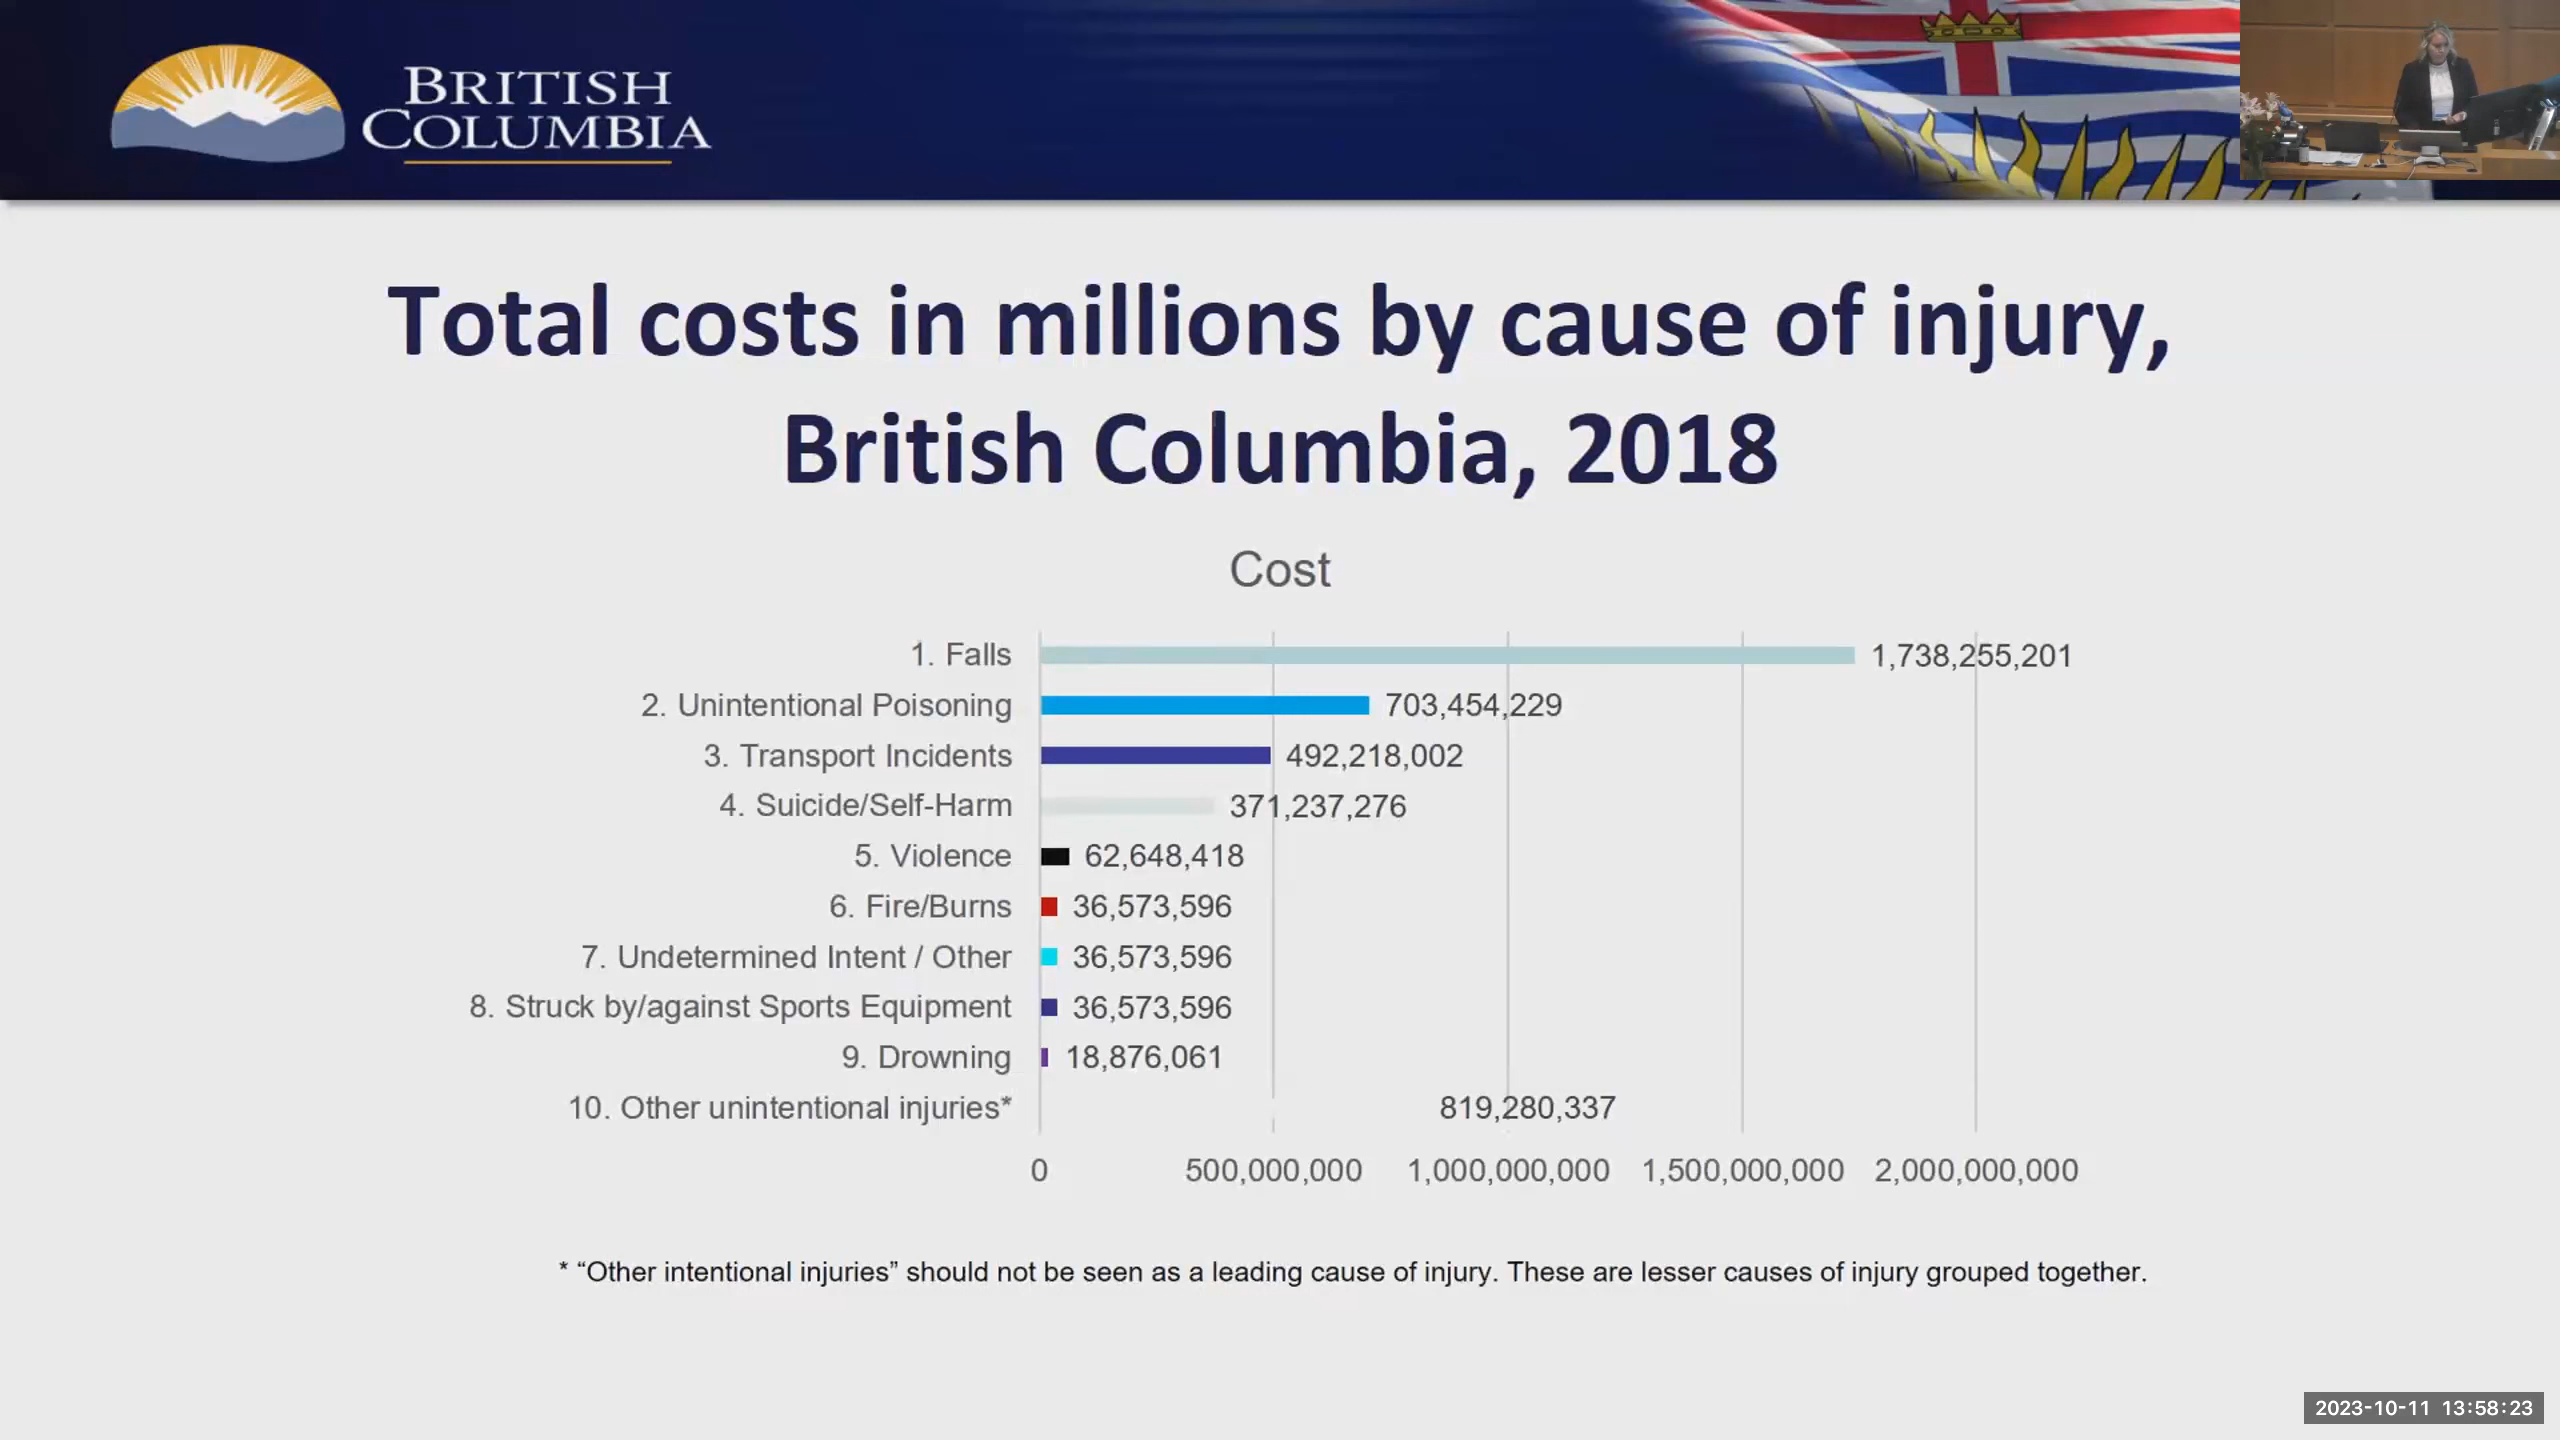 BRITISH
COLUMBIA
Total costs in millions by cause of injury,
British Columbia, 2018
Cost
1. Falls 1,738,255,201
2. Unintentional Poisoning 703,454,229
3. Transport Incidents 492,218,002
4. Suicide/Self-Harm 371,237,276
5. Violence 62,648,418
6. Fire/Burns 36,573,596
7. Undetermined Intent / Other 36,573,596
8. Struck by/against Sports Equipment 36,573,596
9. Drowning 18,876,061
10. Other unintentional injuries* 819,280,337
0 500,000,000 1,000,000,000 1,500,000,000 2,000,000,000
* “Other intentional injuries” should not be seen as a leading cause of injury. These are lesser causes of injury grouped together.
2023-10-11 13:58:23